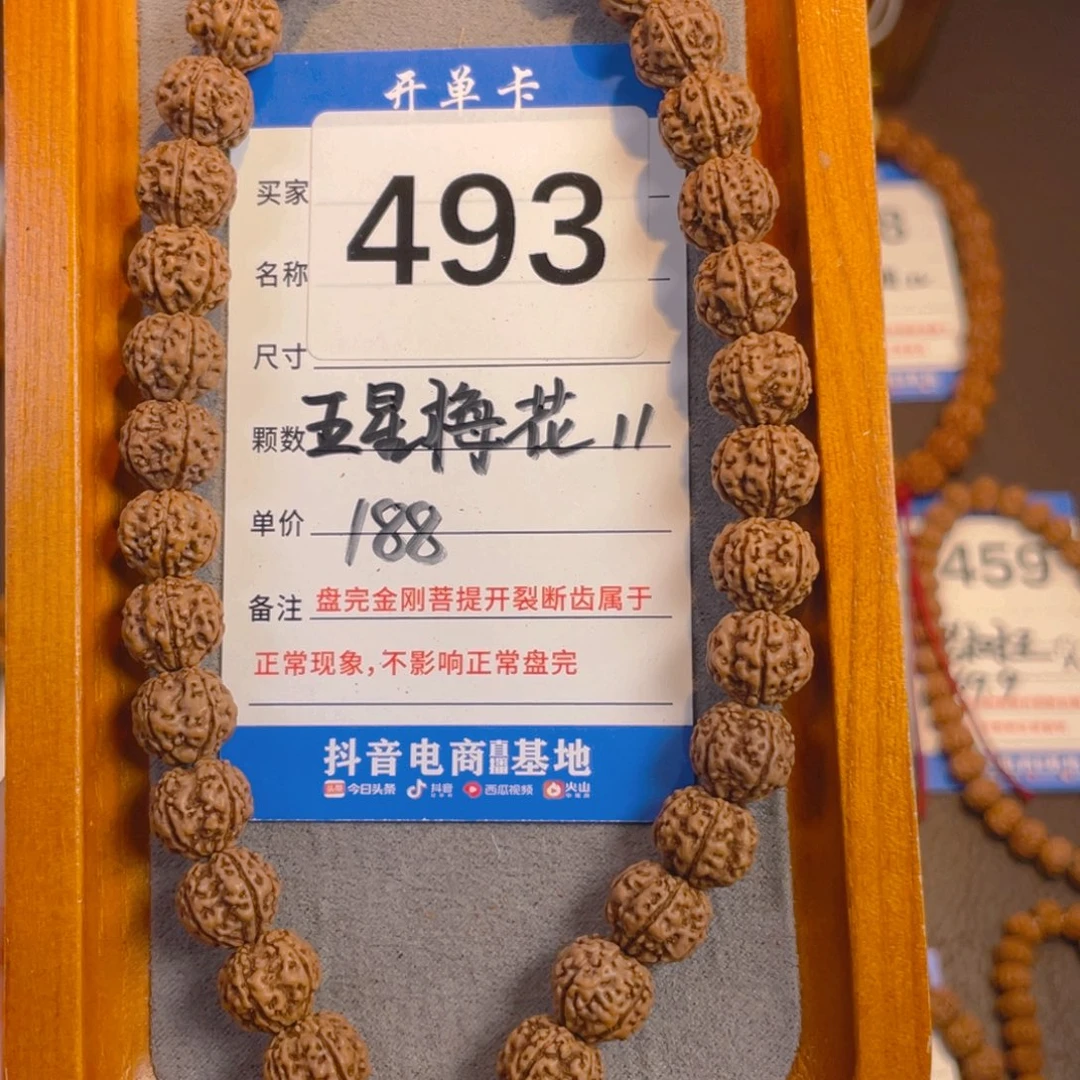 开单卡
买家
493
名称
尺寸
颗数 五星梅花 11
单价 188
备注 盘完金刚菩提开裂断齿属于
正常现象,不影响正常盘完
抖音电商直播基地
头条 今日头条 抖音 西瓜视频 火山
459